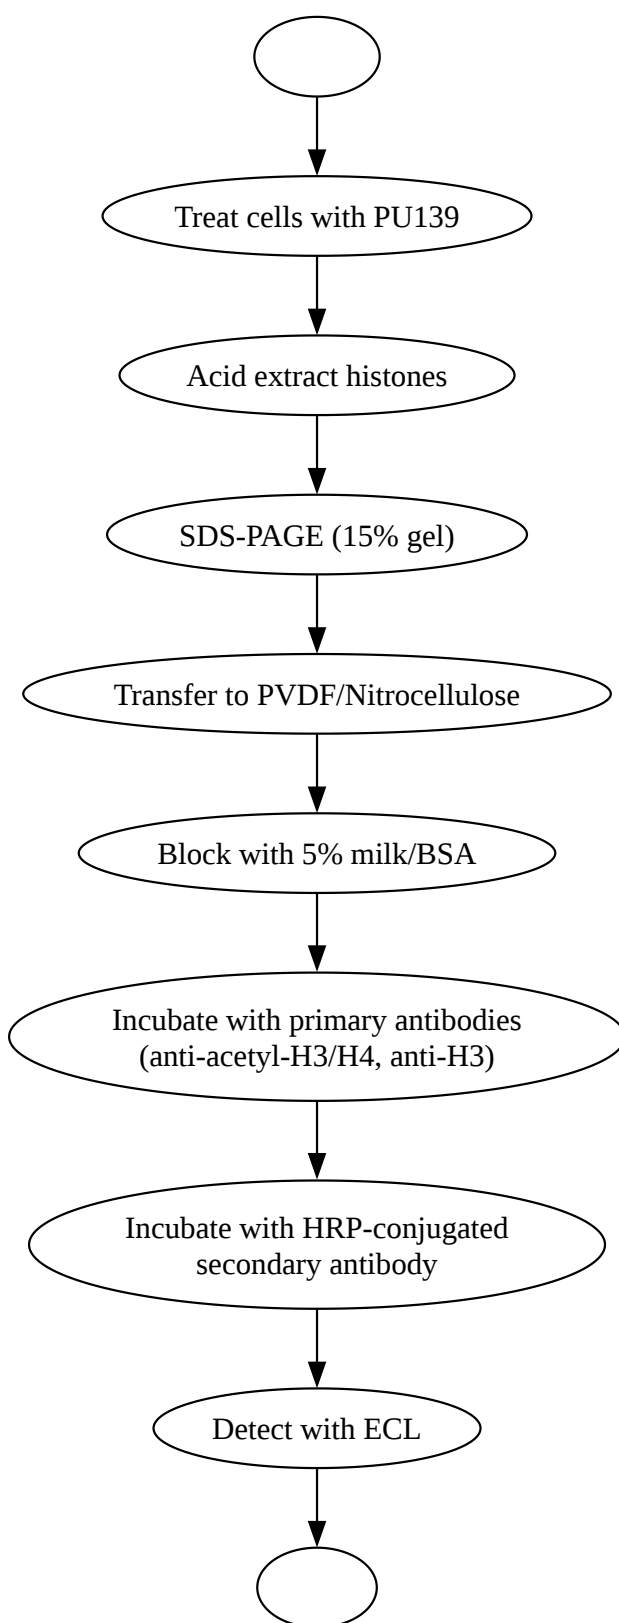 Treat cells with PU139
Acid extract histones
SDS-PAGE (15% gel)
Transfer to PVDF/Nitrocellulose
Block with 5% milk/BSA
Incubate with primary antibodies
(anti-acetyl-H3/H4, anti-H3)
Incubate with HRP-conjugated
secondary antibody
Detect with ECL